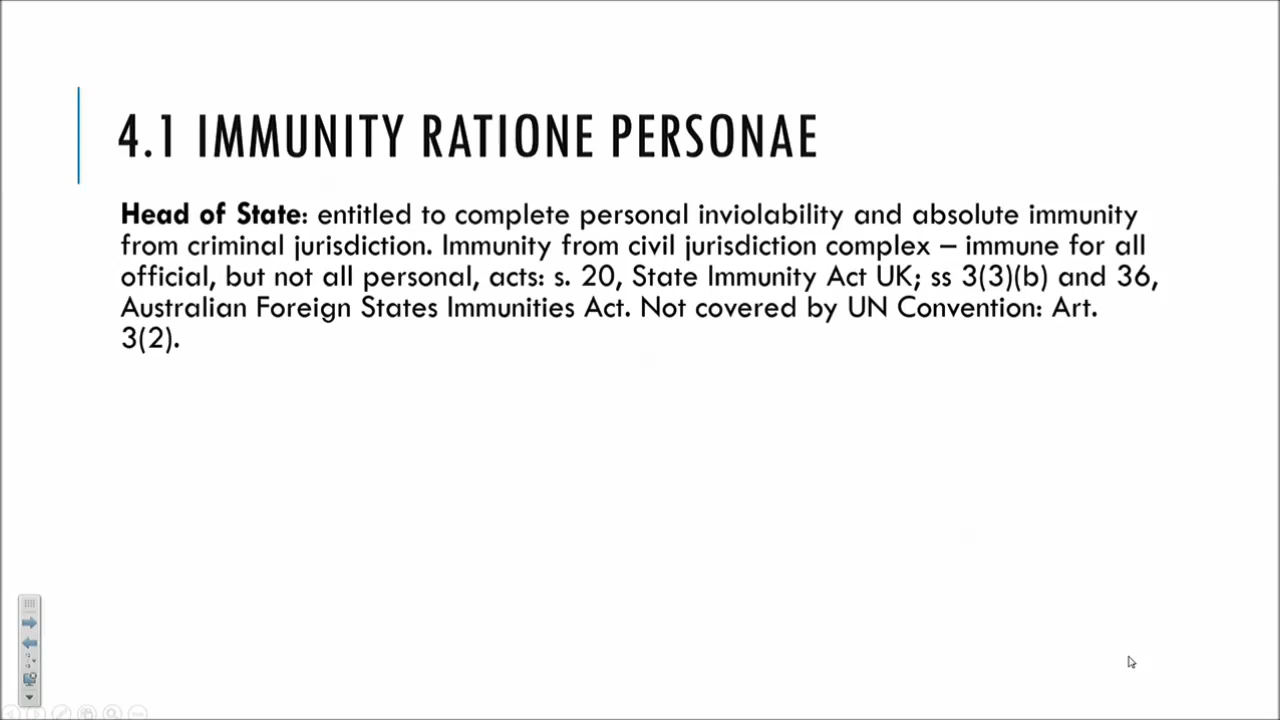 4.1 IMMUNITY RATIONE PERSONAE
Head of State: entitled to complete personal inviolability and absolute immunity
from criminal jurisdiction. Immunity from civil jurisdiction complex – immune for all
official, but not all personal, acts: s. 20, State Immunity Act UK; ss 3(3)(b) and 36,
Australian Foreign States Immunities Act. Not covered by UN Convention: Art.
3(2).